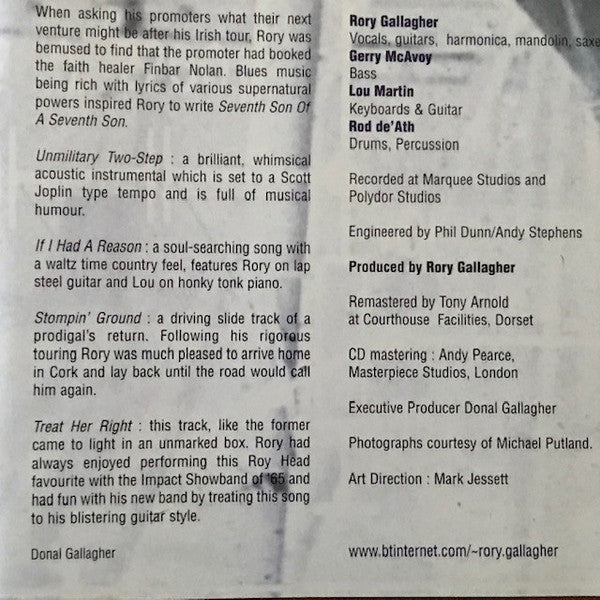 When asking his promoters what their next
venture might be after his Irish tour, Rory was
bemused to find that the promoter had booked
the faith healer Finbar Nolan. Blues music
being rich with lyrics of various supernatural
powers inspired Rory to write Seventh Son Of
A Seventh Son.
Unmilitary Two-Step : a brilliant, whimsical
acoustic instrumental which is set to a Scott
Joplin type tempo and is full of musical
humour.
If I Had A Reason : a soul-searching song with
a waltz time country feel, features Rory on lap
steel guitar and Lou on honky tonk piano.
Stompin' Ground : a driving slide track of a
prodigal's return. Following his rigorous
touring Rory was much pleased to arrive home
in Cork and lay back until the road would call
him again.
Treat Her Right : this track, like the former
came to light in an unmarked box. Rory had
always enjoyed performing this Roy Head
favourite with the Impact Showband of '65 and
had fun with his new band by treating this song
to his blistering guitar style.
Donal Gallagher
Rory Gallagher
Vocals, guitars, harmonica, mandolin, saxe
Gerry McAvoy
Bass
Lou Martin
Keyboards & Guitar
Rod de'Ath
Drums, Percussion
Recorded at Marquee Studios and
Polydor Studios
Engineered by Phil Dunn/Andy Stephens
Produced by Rory Gallagher
Remastered by Tony Arnold
at Courthouse Facilities, Dorset
CD mastering : Andy Pearce,
Masterpiece Studios, London
Executive Producer Donal Gallagher
Photographs courtesy of Michael Putland.
Art Direction : Mark Jessett
www.btinternet.com/~rory.gallagher